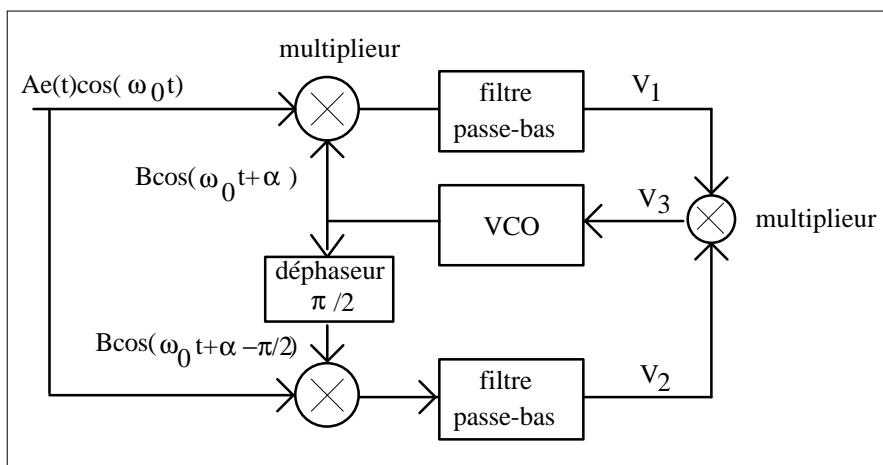 multiplieur
Ae(t)cos(ω0t)
filtre
passe-bas
V1
Bcos(ω0t+α)
VCO
V3
multiplieur
déphaseur
π/2
Bcos(ω0t+α−π/2)
filtre
passe-bas
V2